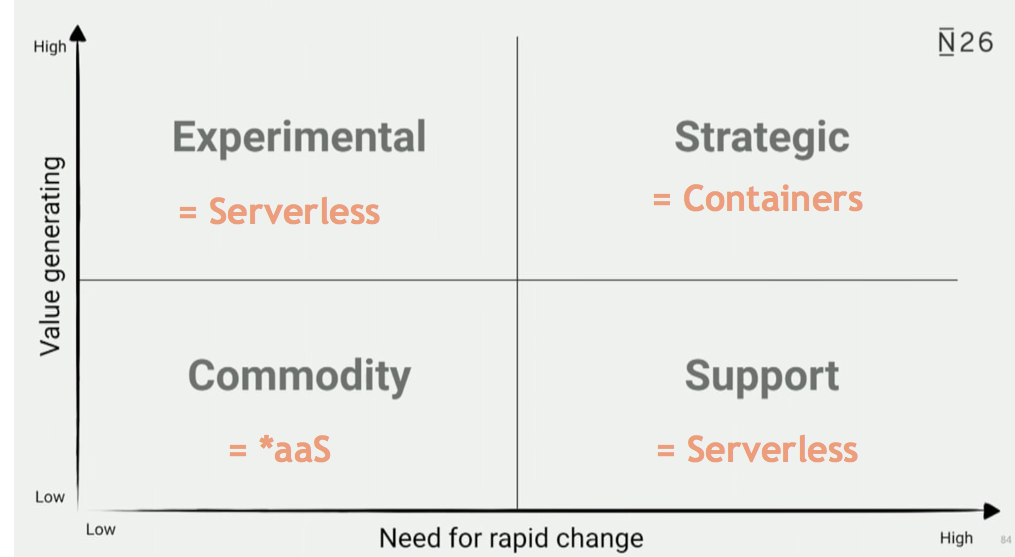 High
N26
Experimental
Strategic
= Serverless
= Containers
Value generating
Commodity
Support
= *aaS
= Serverless
Low
Low
Need for rapid change
High
84